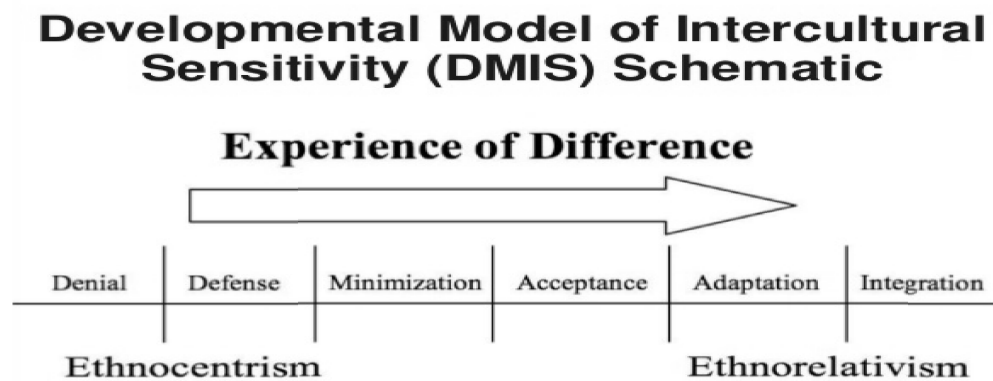 Developmental Model of Intercultural
Sensitivity (DMIS) Schematic
Experience of Difference
Denial Defense Minimization Acceptance Adaptation Integration
Ethnocentrism Ethnorelativism